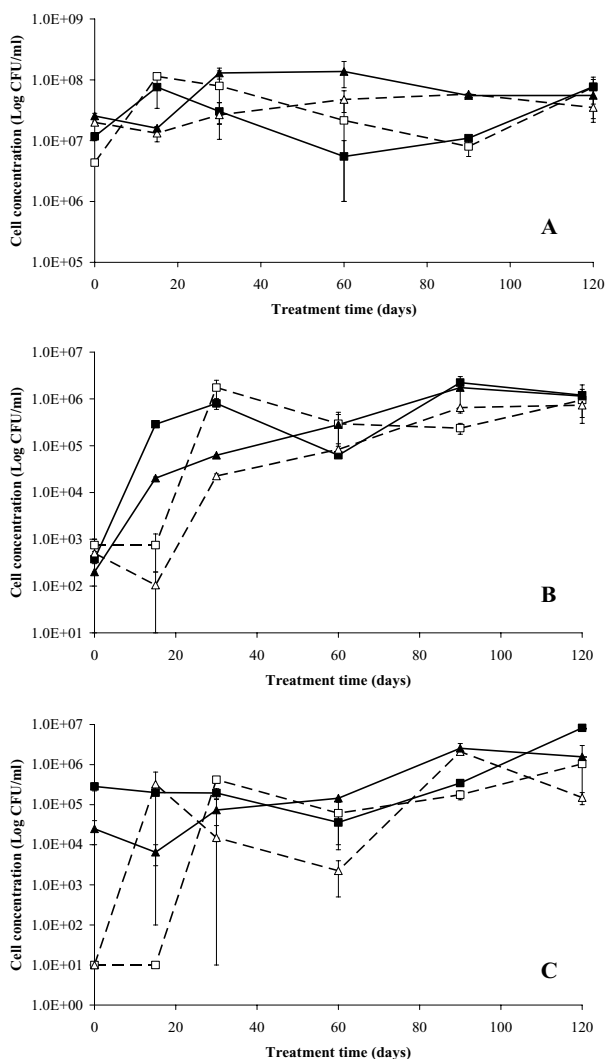 Cell concentration (Log CFU/ml)
1.0E+09
1.0E+08
1.0E+07
1.0E+06
1.0E+05
0 20 40 60 80 100 120
Treatment time (days)
A
Cell concentration (Log CFU/ml)
1.0E+07
1.0E+06
1.0E+05
1.0E+04
1.0E+03
1.0E+02
1.0E+01
0 20 40 60 80 100 120
Treatment time (days)
B
Cell concentration (Log CFU/ml)
1.0E+07
1.0E+06
1.0E+05
1.0E+04
1.0E+03
1.0E+02
1.0E+01
1.0E+00
0 20 40 60 80 100 120
Treatment time (days)
C